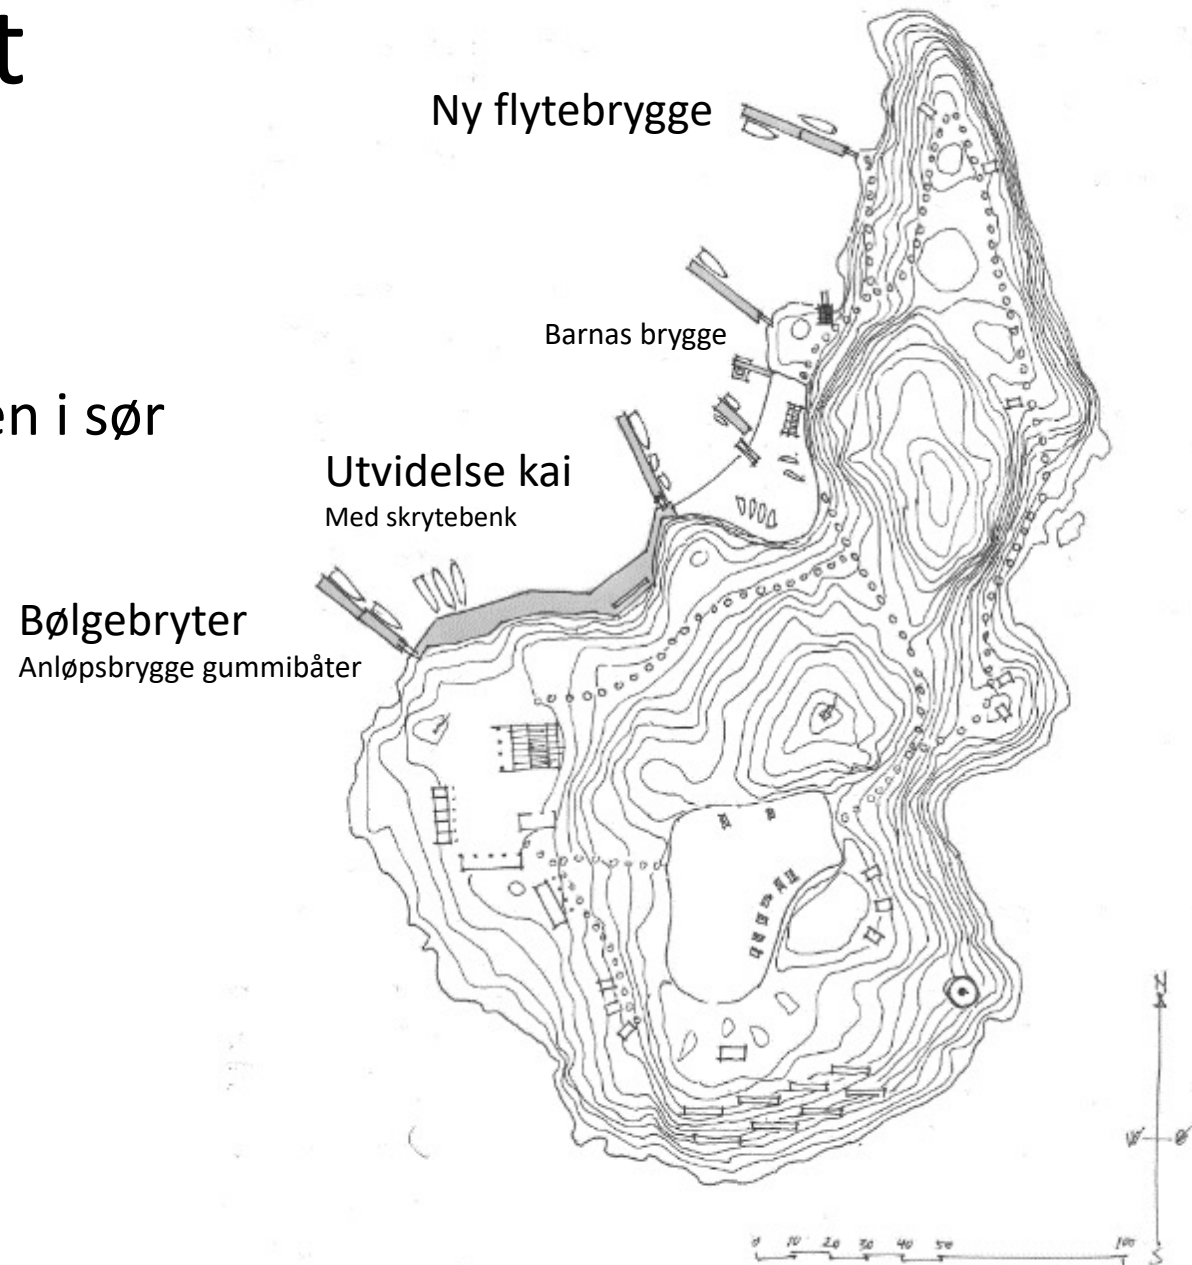 t
Ny flytebrygge
Barnas brygge
en i sør
Utvidelse kai
Med skrytebenk
Bølgebryter
Anløpsbrygge gummibåter
N
V Ø
S
0 10 20 30 40 50 100